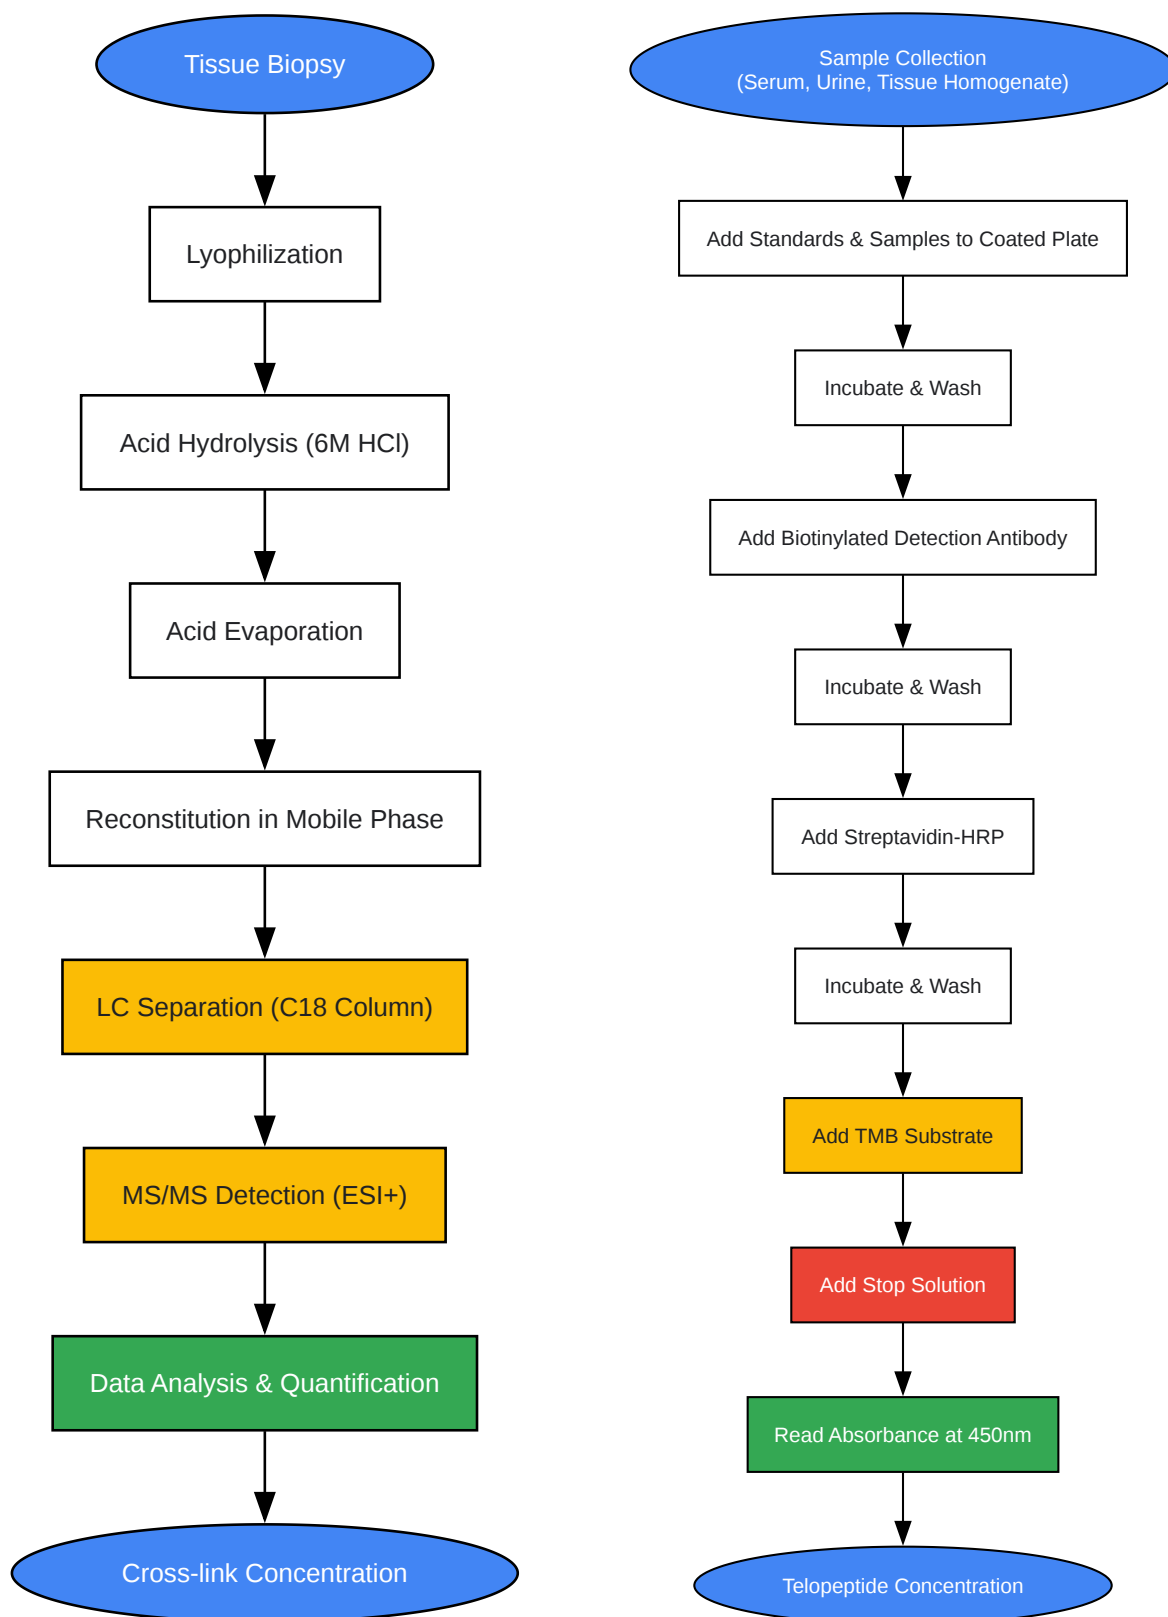 Tissue Biopsy
Lyophilization
Acid Hydrolysis (6M HCl)
Acid Evaporation
Reconstitution in Mobile Phase
LC Separation (C18 Column)
MS/MS Detection (ESI+)
Data Analysis & Quantification
Cross-link Concentration
Sample Collection
(Serum, Urine, Tissue Homogenate)
Add Standards & Samples to Coated Plate
Incubate & Wash
Add Biotinylated Detection Antibody
Incubate & Wash
Add Streptavidin-HRP
Incubate & Wash
Add TMB Substrate
Add Stop Solution
Read Absorbance at 450nm
Telopeptide Concentration